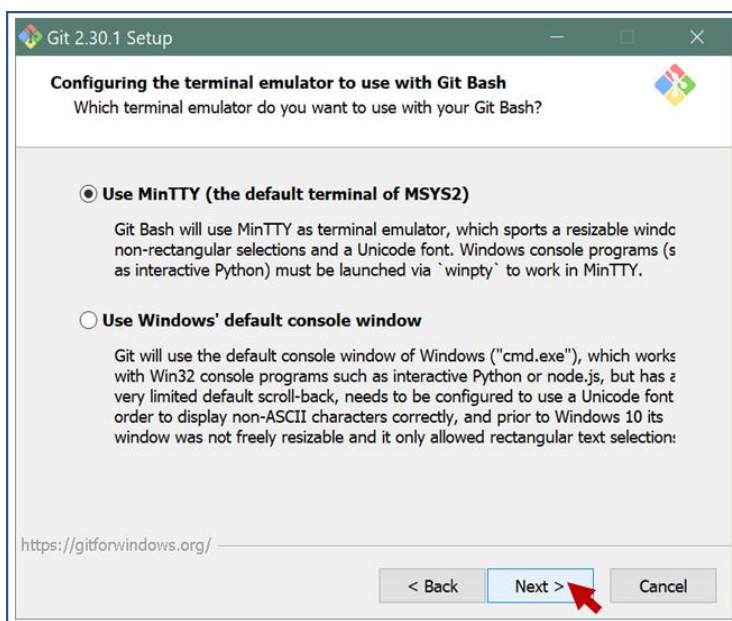 Git 2.30.1 Setup
Configuring the terminal emulator to use with Git Bash
Which terminal emulator do you want to use with your Git Bash?
Use MinTTY (the default terminal of MSYS2)
Git Bash will use MinTTY as terminal emulator, which sports a resizable
non-rectangular selections and a Unicode font. Windows console programs
as interactive Python) must be launched via `winpty` to work in MinTTY.
Use Windows' default console window
Git will use the default console window of Windows ("cmd.exe"), which works
with Win32 console programs such as interactive Python or node.js, but has
very limited default scroll-back, needs to be configured to use a Unicode font
order to display non-ASCII characters correctly, and prior to Windows 10 its
window was not freely resizable and it only allowed rectangular text
https://gitforwindows.org/
< Back
Next >
Cancel